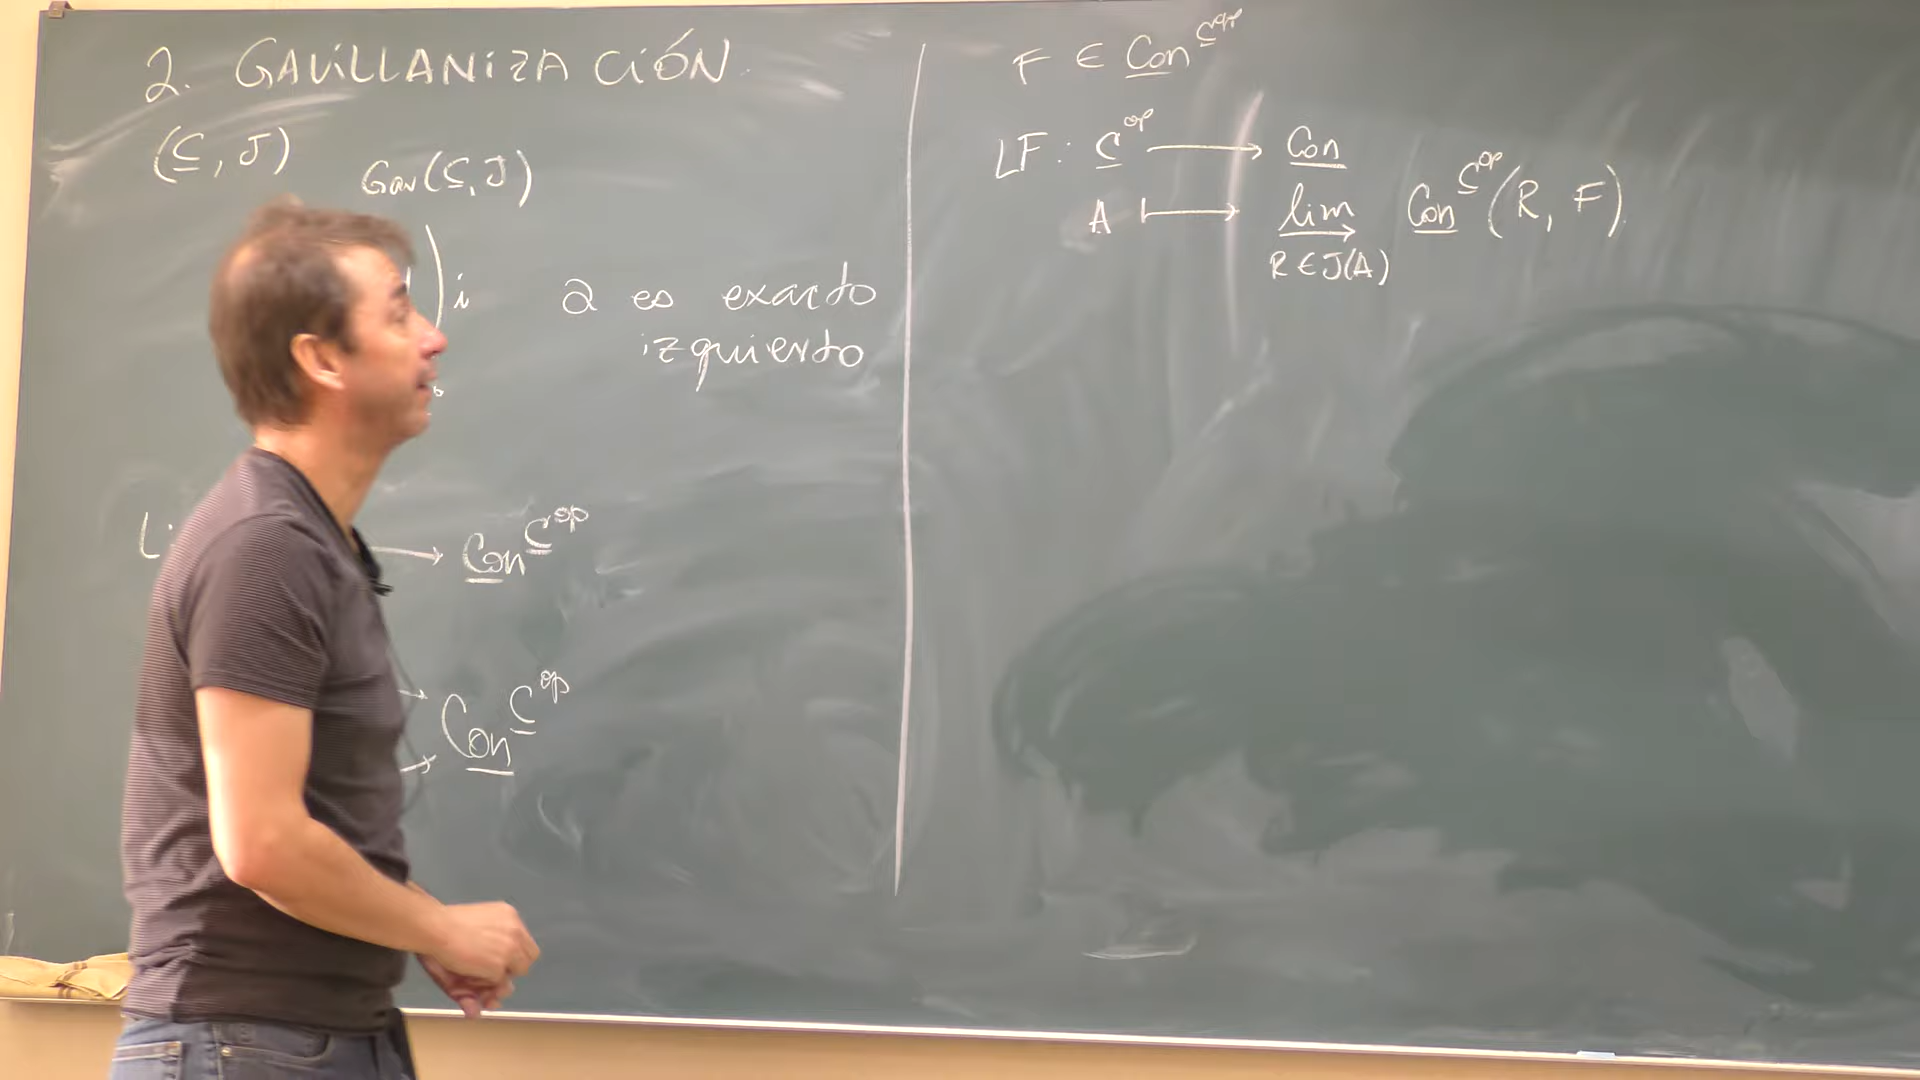 2. GAVILLANIZACIÓN
(C, J)
Gav(C, J)
i
a es exacto
izquierdo
L: → Con^C^op
→ Con^C^op
→
F ∈ Con^C^op
LF: C^op → Con
A ↦ lim Con^C^op (R, F)
→
R ∈ J(A)